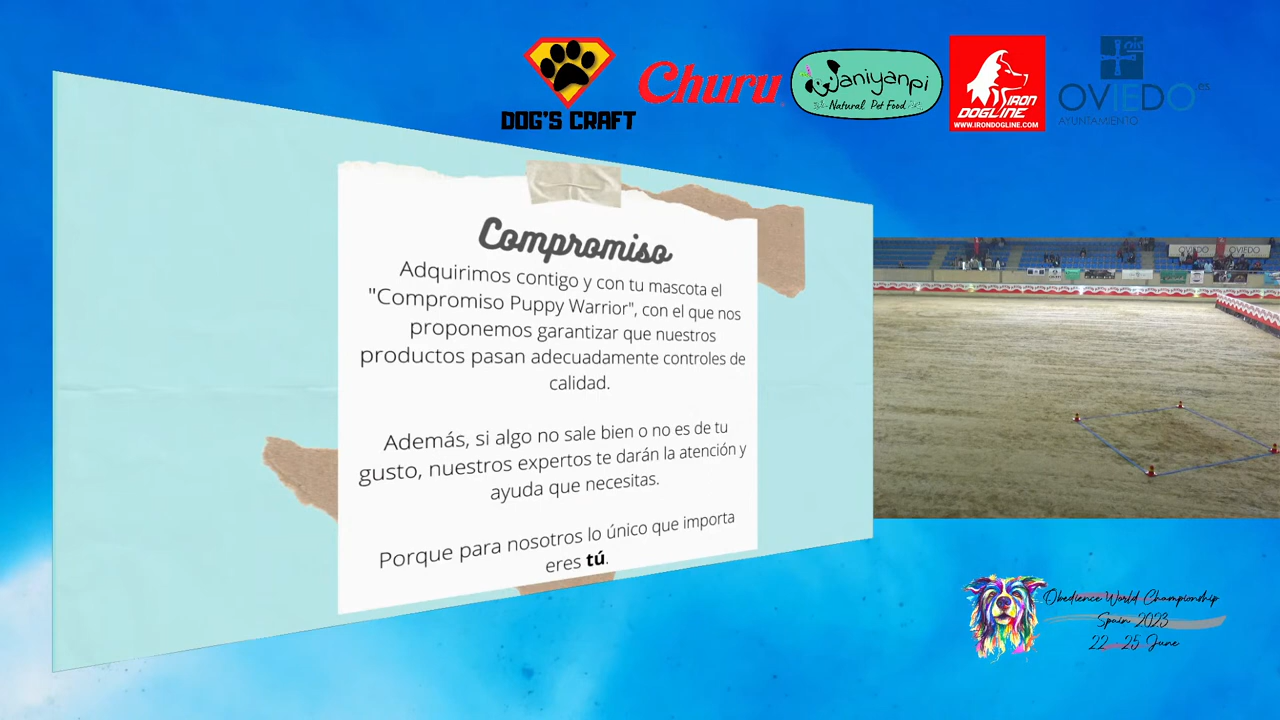 DOG'S CRAFT
Churu
Waniyanpi
Natural Pet Food
IRON
DOGLINE
WWW.IRONDOGLINE.COM
OVIEDO.es
AYUNTAMIENTO
Compromiso
Adquirimos contigo y con tu mascota el
"Compromiso Puppy Warrior", con el que nos
proponemos garantizar que nuestros
productos pasan adecuadamente controles de
calidad.
Además, si algo no sale bien o no es de tu
gusto, nuestros expertos te darán la atención y
ayuda que necesitas.
Porque para nosotros lo único que importa
eres tú.
OVIEDO OVIEDO
Obedience World Championship
Spain 2023
22 - 25 June